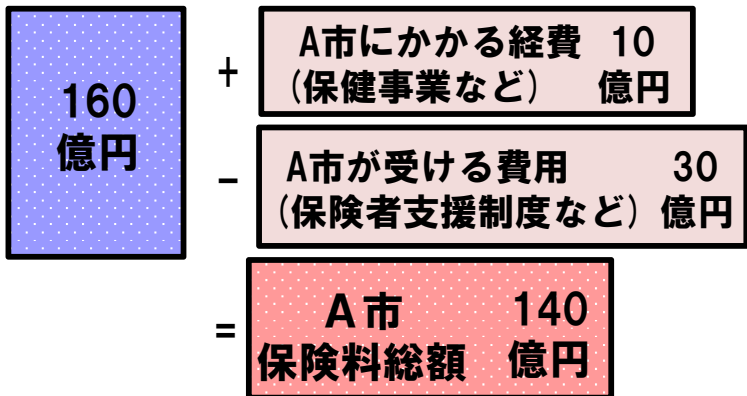 160
億円
+
A市にかかる経費 10
(保健事業など) 億円
-
A市が受ける費用 30
(保険者支援制度など) 億円
=
A市 140
保険料総額 億円